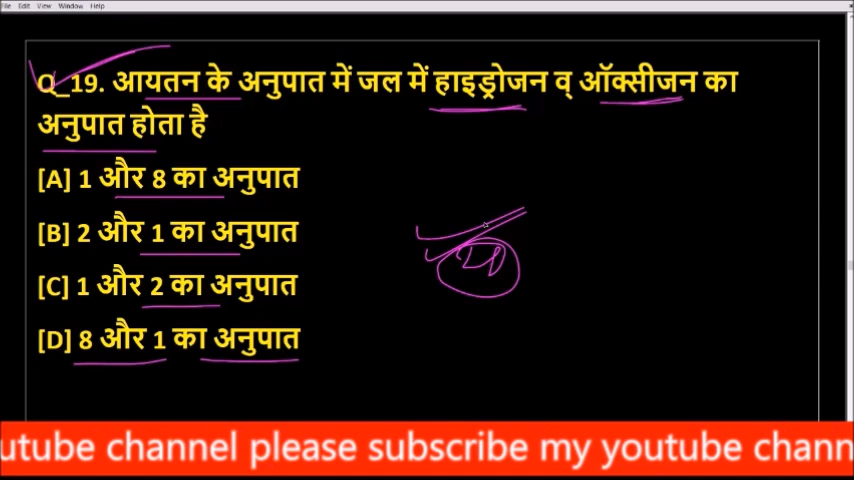 File Edit View Window Help
Q_19. आयतन के अनुपात में जल में हाइड्रोजन व् ऑक्सीजन का
अनुपात होता है
[A] 1 और 8 का अनुपात
[B] 2 और 1 का अनुपात
[C] 1 और 2 का अनुपात
[D] 8 और 1 का अनुपात
utube channel please subscribe my youtube chann